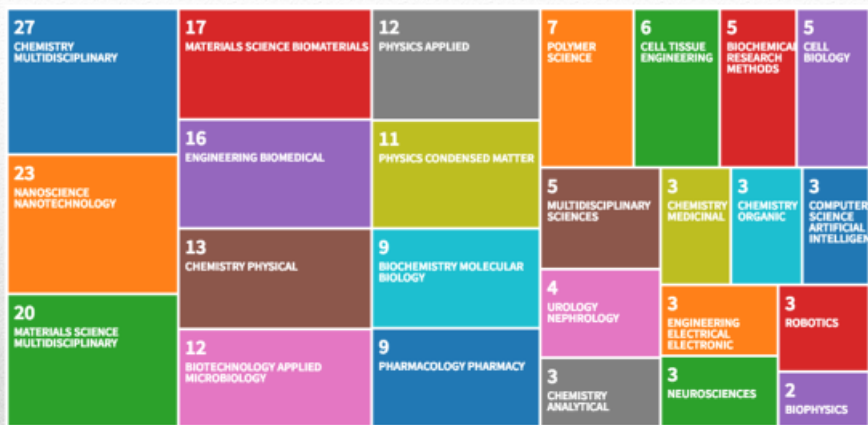 27
CHEMISTRY
MULTIDISCIPLINARY
23
NANOSCIENCE
NANOTECHNOLOGY
20
MATERIALS SCIENCE
MULTIDISCIPLINARY
17
MATERIALS SCIENCE BIOMATERIALS
16
ENGINEERING BIOMEDICAL
13
CHEMISTRY PHYSICAL
12
BIOTECHNOLOGY APPLIED
MICROBIOLOGY
12
PHYSICS APPLIED
11
PHYSICS CONDENSED MATTER
9
BIOCHEMISTRY MOLECULAR
BIOLOGY
9
PHARMACOLOGY PHARMACY
7
POLYMER
SCIENCE
6
CELL TISSUE
ENGINEERING
5
BIOCHEMICAL
RESEARCH
METHODS
5
CELL
BIOLOGY
5
MULTIDISCIPLINARY
SCIENCES
4
UROLOGY
NEPHROLOGY
3
CHEMISTRY
ANALYTICAL
3
CHEMISTRY
MEDICINAL
3
CHEMISTRY
ORGANIC
3
COMPUTER
SCIENCE
ARTIFICIAL
INTELLIGEN
3
ENGINEERING
ELECTRICAL
ELECTRONIC
3
NEUROSCIENCES
3
ROBOTICS
2
BIOPHYSICS